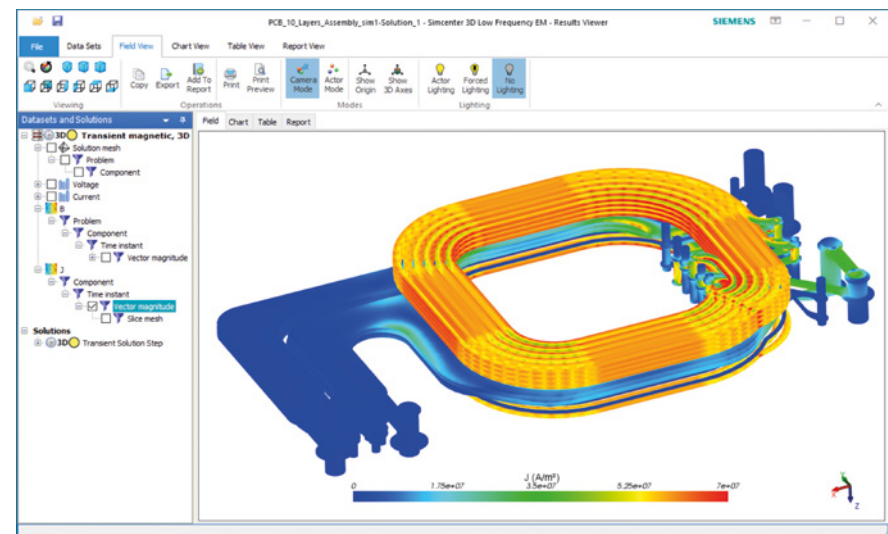 PCB_10_Layers_Assembly_sim1-Solution_1 - Simcenter 3D Low Frequency EM - Results Viewer
SIEMENS
File Data Sets Field View Chart View Table View Report View
Copy Export Add To Report Print Print Preview Camera Mode Actor Mode Show Origin Show 3D Axes Actor Lighting Forced Lighting No Lighting
Viewing Operations Modes Lighting
Datasets and Solutions
Field Chart Table Report
3D Transient magnetic, 3D
Solution mesh
Problem
Component
Voltage
Current
B
Problem
Component
Time instant
Vector magnitude
J
Component
Time instant
Vector magnitude
Slice mesh
Solutions
3D Transient Solution Step
J (A/m²)
0 1.75e+07 3.5e+07 5.25e+07 7e+07
X Y Z